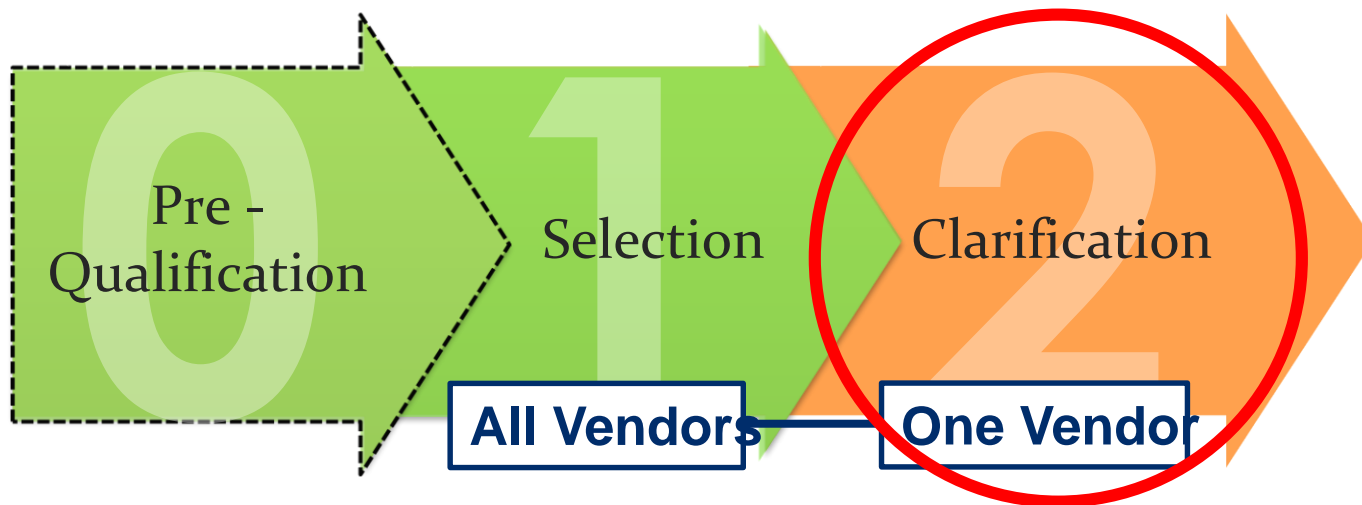 0
Pre -
Qualification
1
Selection
2
Clarification
All Vendors
One Vendor